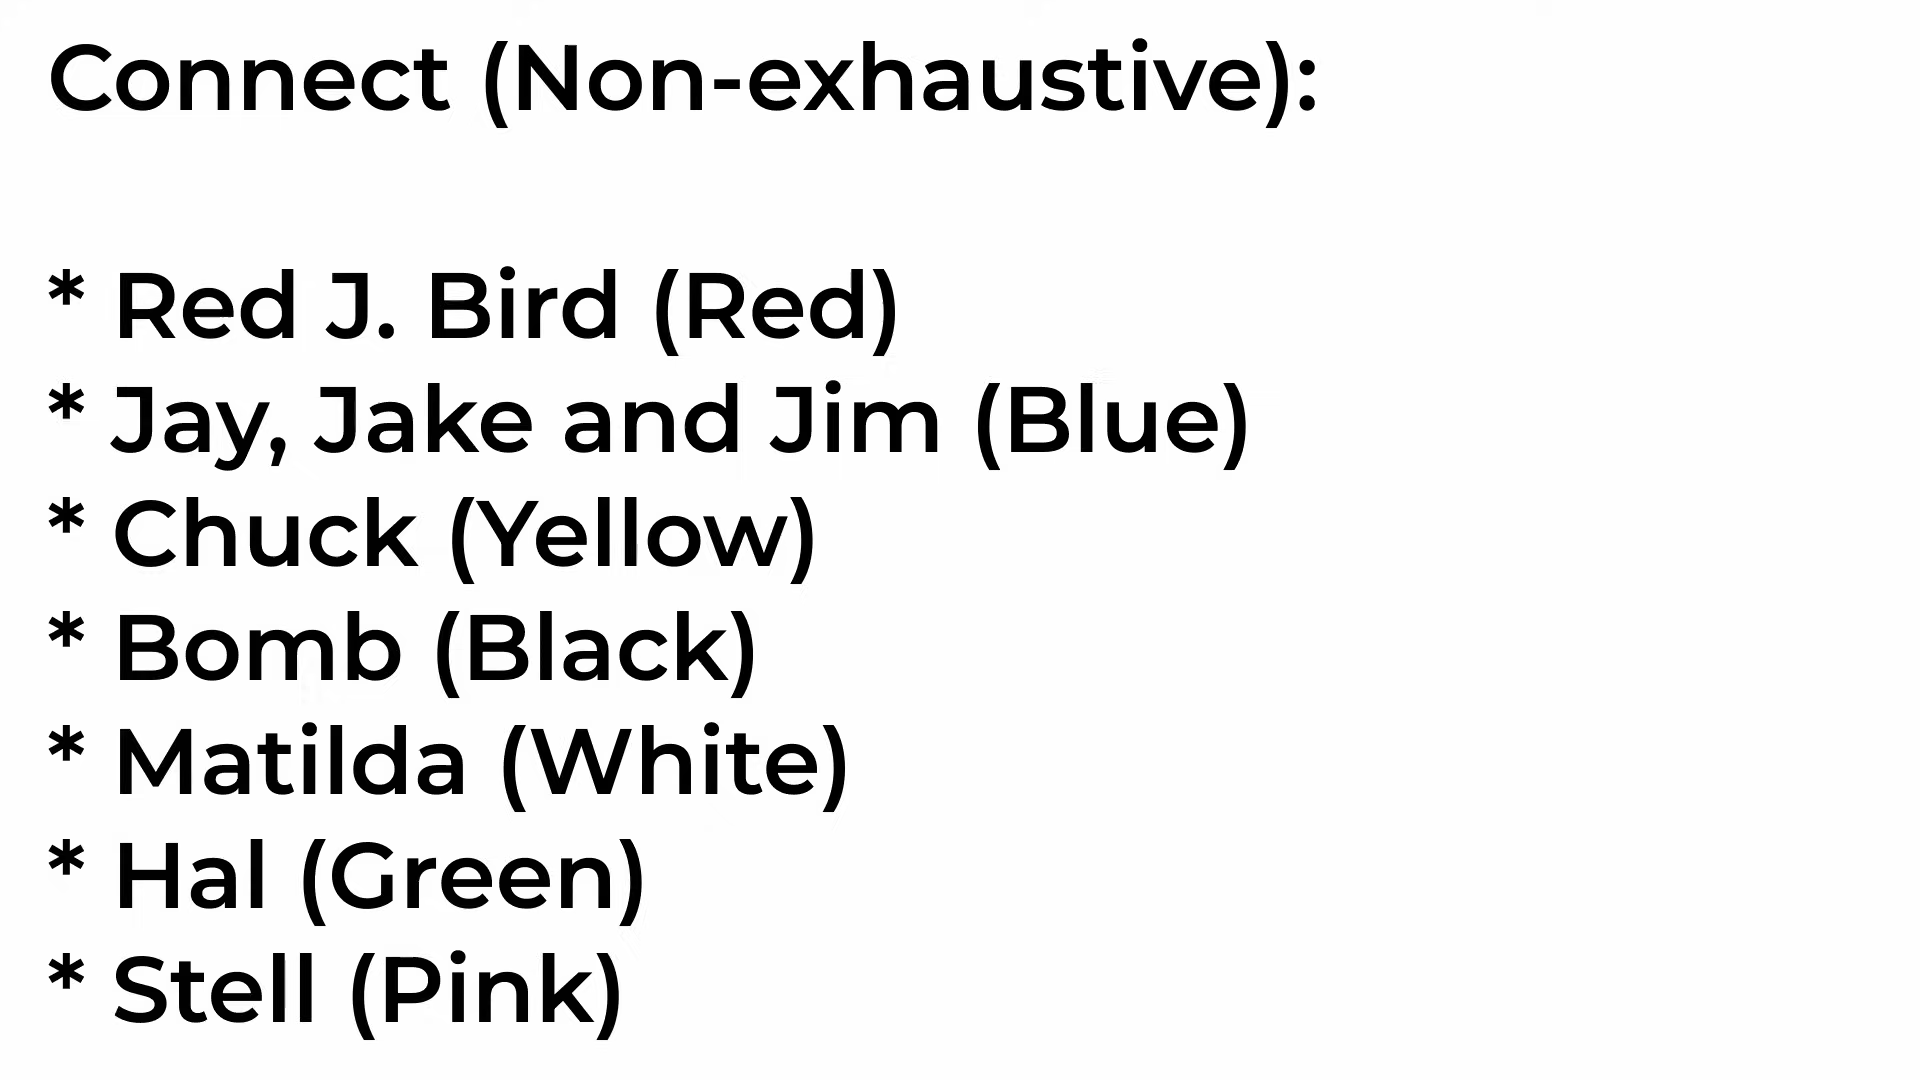 Connect (Non-exhaustive):
* Red J. Bird (Red)
* Jay, Jake and Jim (Blue)
* Chuck (Yellow)
* Bomb (Black)
* Matilda (White)
* Hal (Green)
* Stell (Pink)